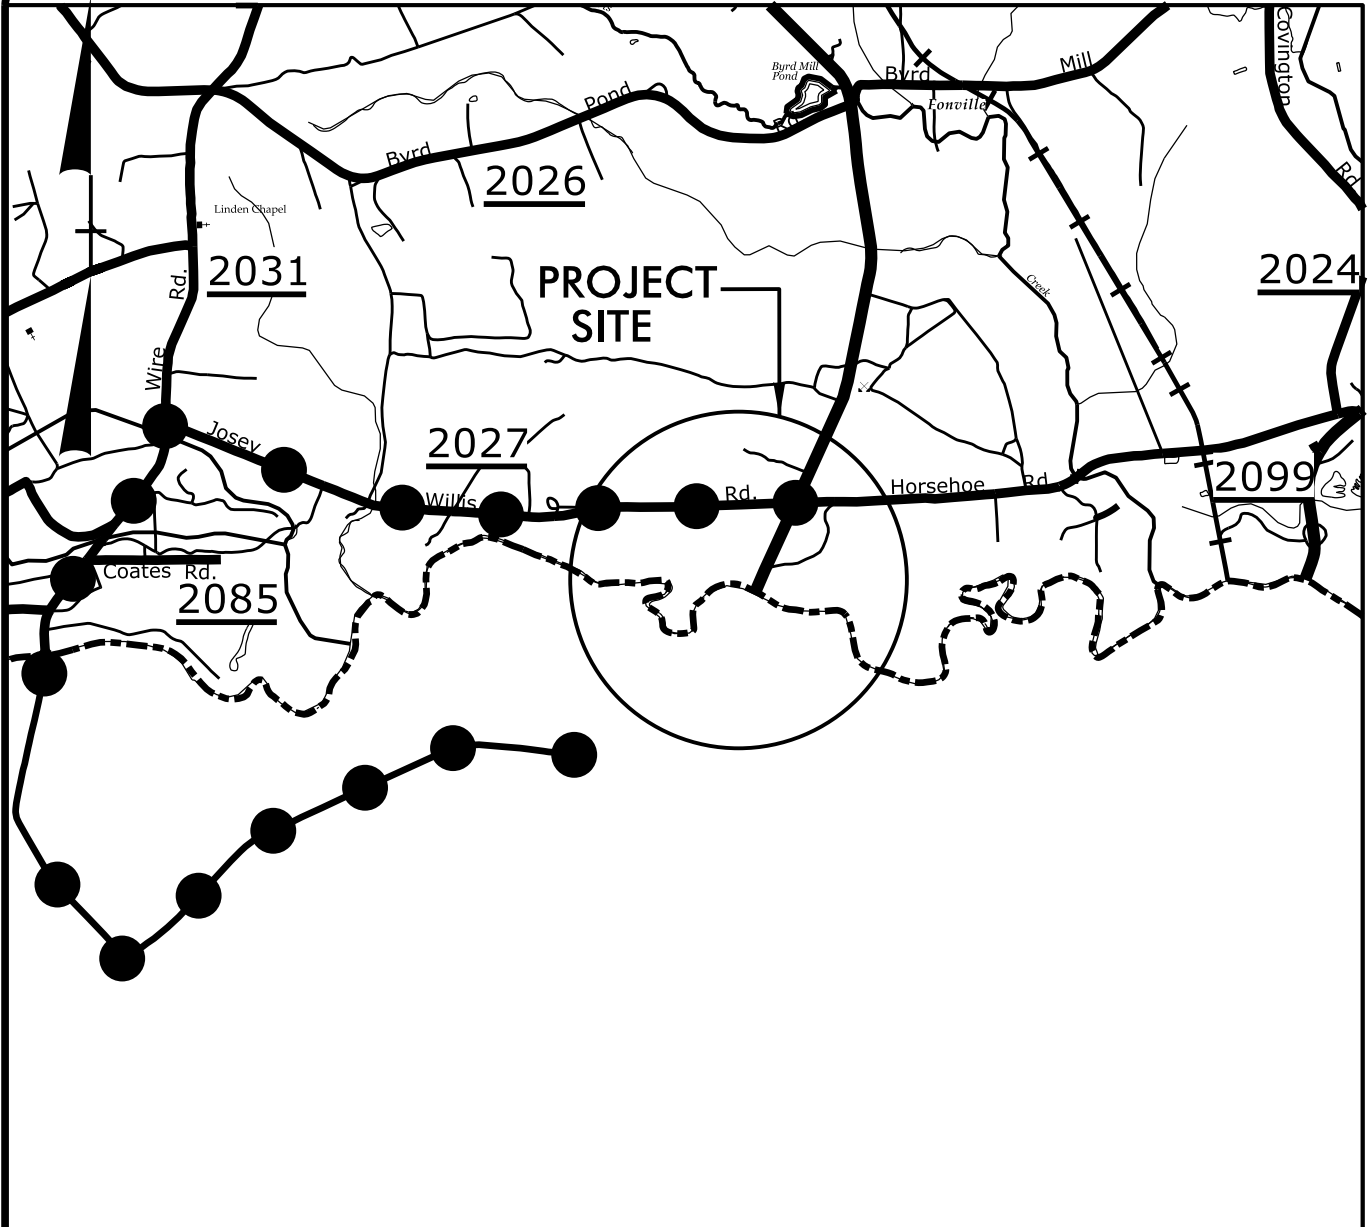 Covington
Rd.
Byrd Mill
Pond
Byrd
Mill
Fonville
Pond
Rd.
Byrd
2026
Linden Chapel
2031
Rd.
Wire
PROJECT
SITE
Creek
2024
Josey
2027
Willis
Rd.
Horsehoe
Rd.
2099
Coates Rd.
2085